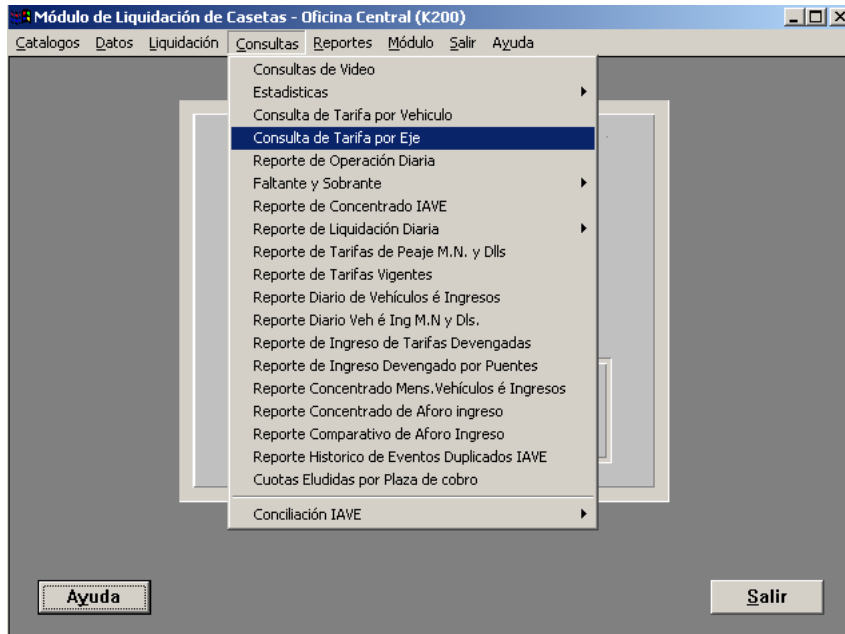 Módulo de Liquidación de Casetas - Oficina Central (K200)
Catalogos Datos Liquidación Consultas Reportes Módulo Salir Ayuda
Consultas de Video
Estadisticas
Consulta de Tarifa por Vehiculo
Consulta de Tarifa por Eje
Reporte de Operación Diaria
Faltante y Sobrante
Reporte de Concentrado IAVE
Reporte de Liquidación Diaria
Reporte de Tarifas de Peaje M.N. y Dlls
Reporte de Tarifas Vigentes
Reporte Diario de Vehículos é Ingresos
Reporte Diario Veh é Ing M.N y Dls.
Reporte de Ingreso de Tarifas Devengadas
Reporte de Ingreso Devengado por Puentes
Reporte Concentrado Mens.Vehículos é Ingresos
Reporte Concentrado de Aforo ingreso
Reporte Comparativo de Aforo Ingreso
Reporte Historico de Eventos Duplicados IAVE
Cuotas Eludidas por Plaza de cobro
Conciliación IAVE
Ayuda Salir